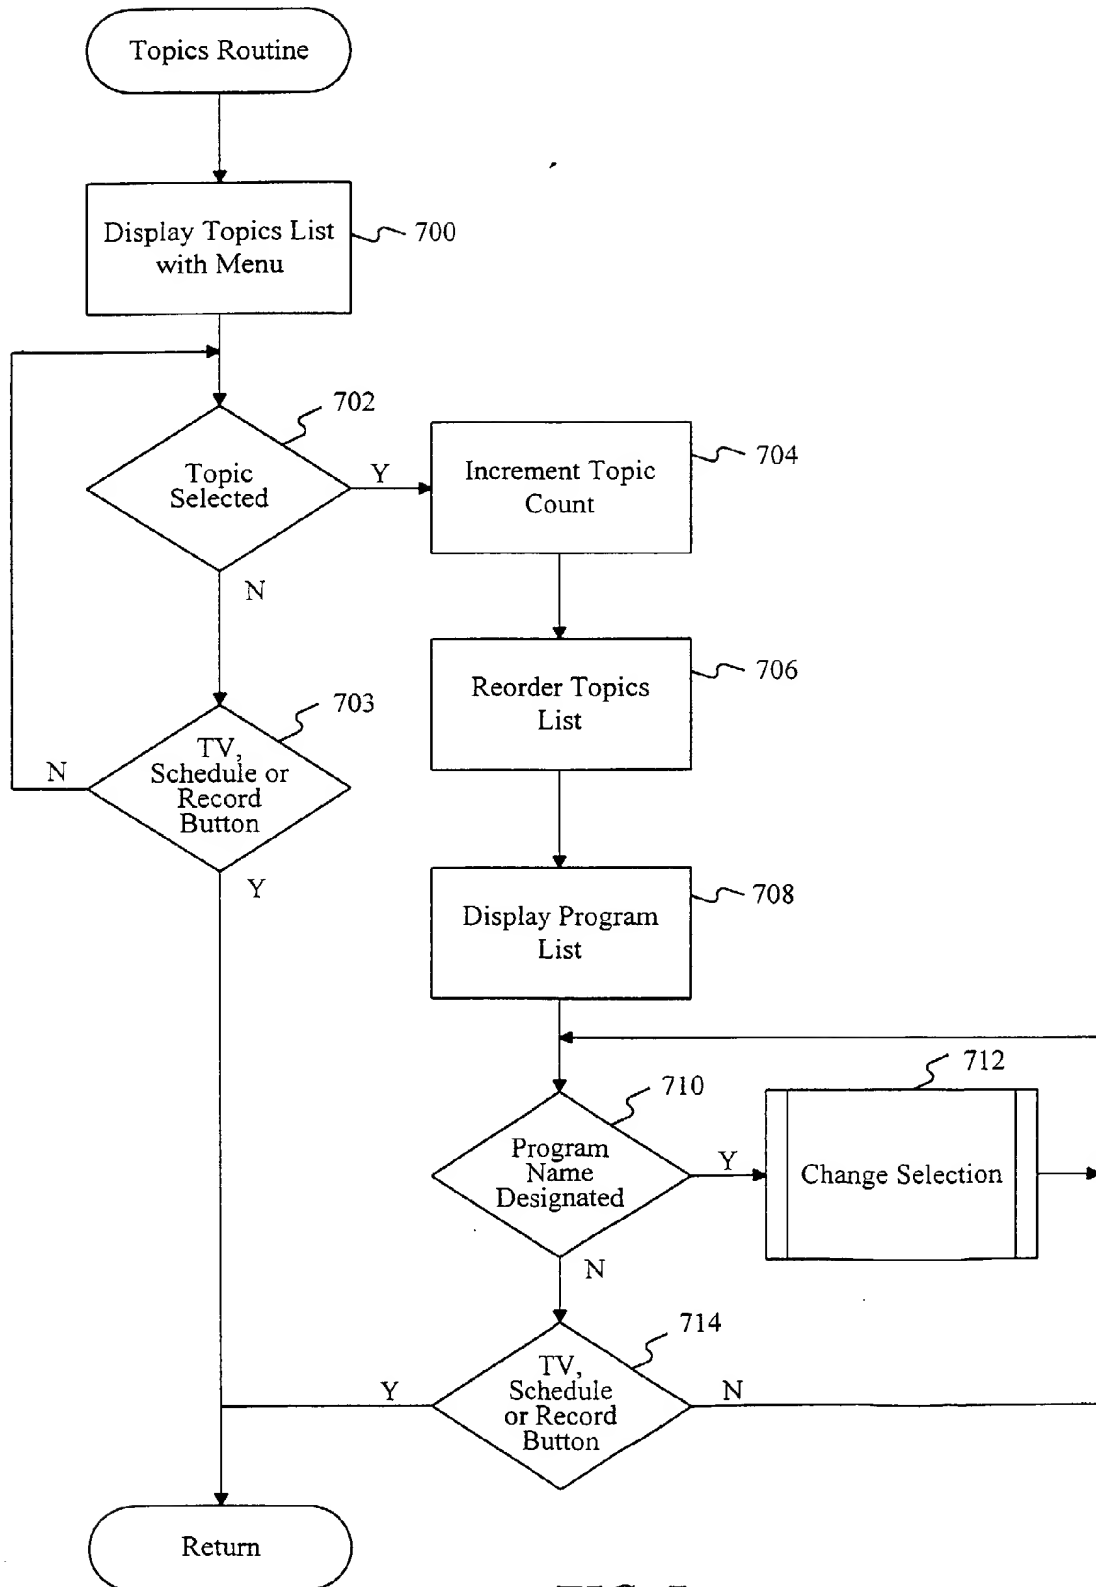 Topics Routine
Display Topics List
with Menu
700
702
Topic
Selected
Y
N
Increment Topic
Count
704
Reorder Topics
List
706
703
TV,
Schedule or
Record
Button
N
Y
Display Program
List
708
710
Program
Name
Designated
Y
N
712
Change Selection
714
TV,
Schedule
or Record
Button
Y
N
Return